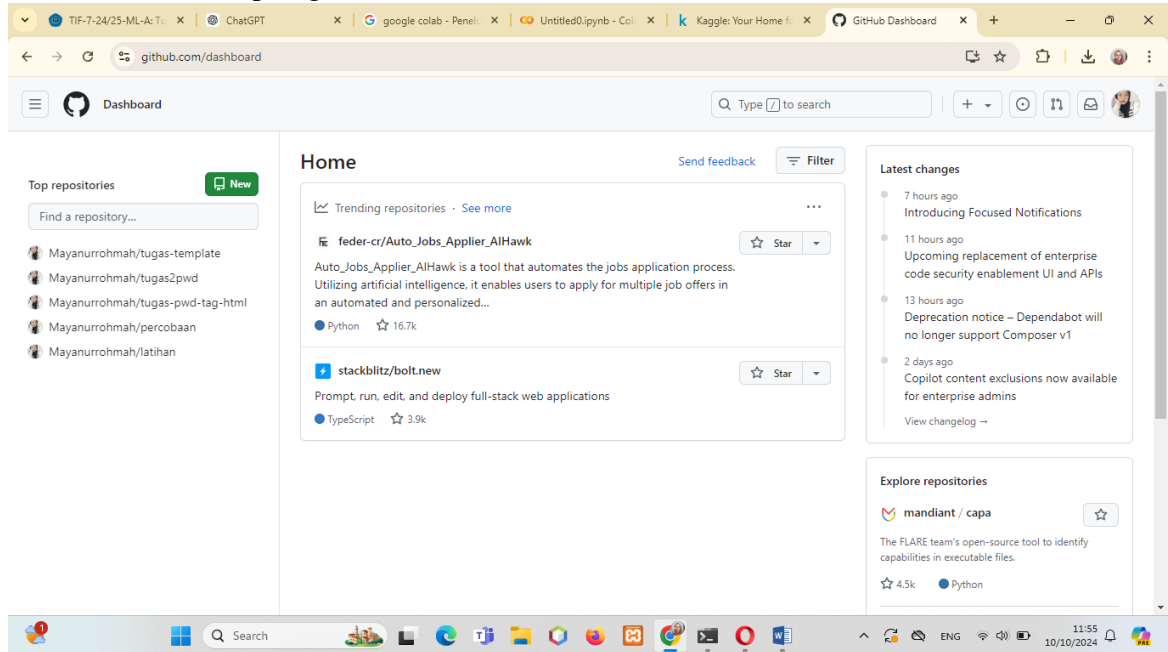 TIF-7-24/25-ML-A: Tu
ChatGPT
google colab - Penelu
Untitled0.ipynb - Col
Kaggle: Your Home fo
GitHub Dashboard
github.com/dashboard
Dashboard
Type / to search
Top repositories
New
Find a repository...
Mayanurrohmah/tugas-template
Mayanurrohmah/tugas2pwd
Mayanurrohmah/tugas-pwd-tag-html
Mayanurrohmah/percobaan
Mayanurrohmah/latihan
Home
Send feedback
Filter
Trending repositories · See more
feder-cr/Auto_Jobs_Applier_AIHawk
Star
Auto_Jobs_Applier_AIHawk is a tool that automates the jobs application process.
Utilizing artificial intelligence, it enables users to apply for multiple job offers in
an automated and personalized...
Python 16.7k
stackblitz/bolt.new
Star
Prompt, run, edit, and deploy full-stack web applications
TypeScript 3.9k
Latest changes
7 hours ago
Introducing Focused Notifications
11 hours ago
Upcoming replacement of enterprise
code security enablement UI and APIs
13 hours ago
Deprecation notice – Dependabot will
no longer support Composer v1
2 days ago
Copilot content exclusions now available
for enterprise admins
View changelog →
Explore repositories
mandiant / capa
The FLARE team's open-source tool to identify
capabilities in executable files.
4.5k Python
Search
ENG
11:55
10/10/2024